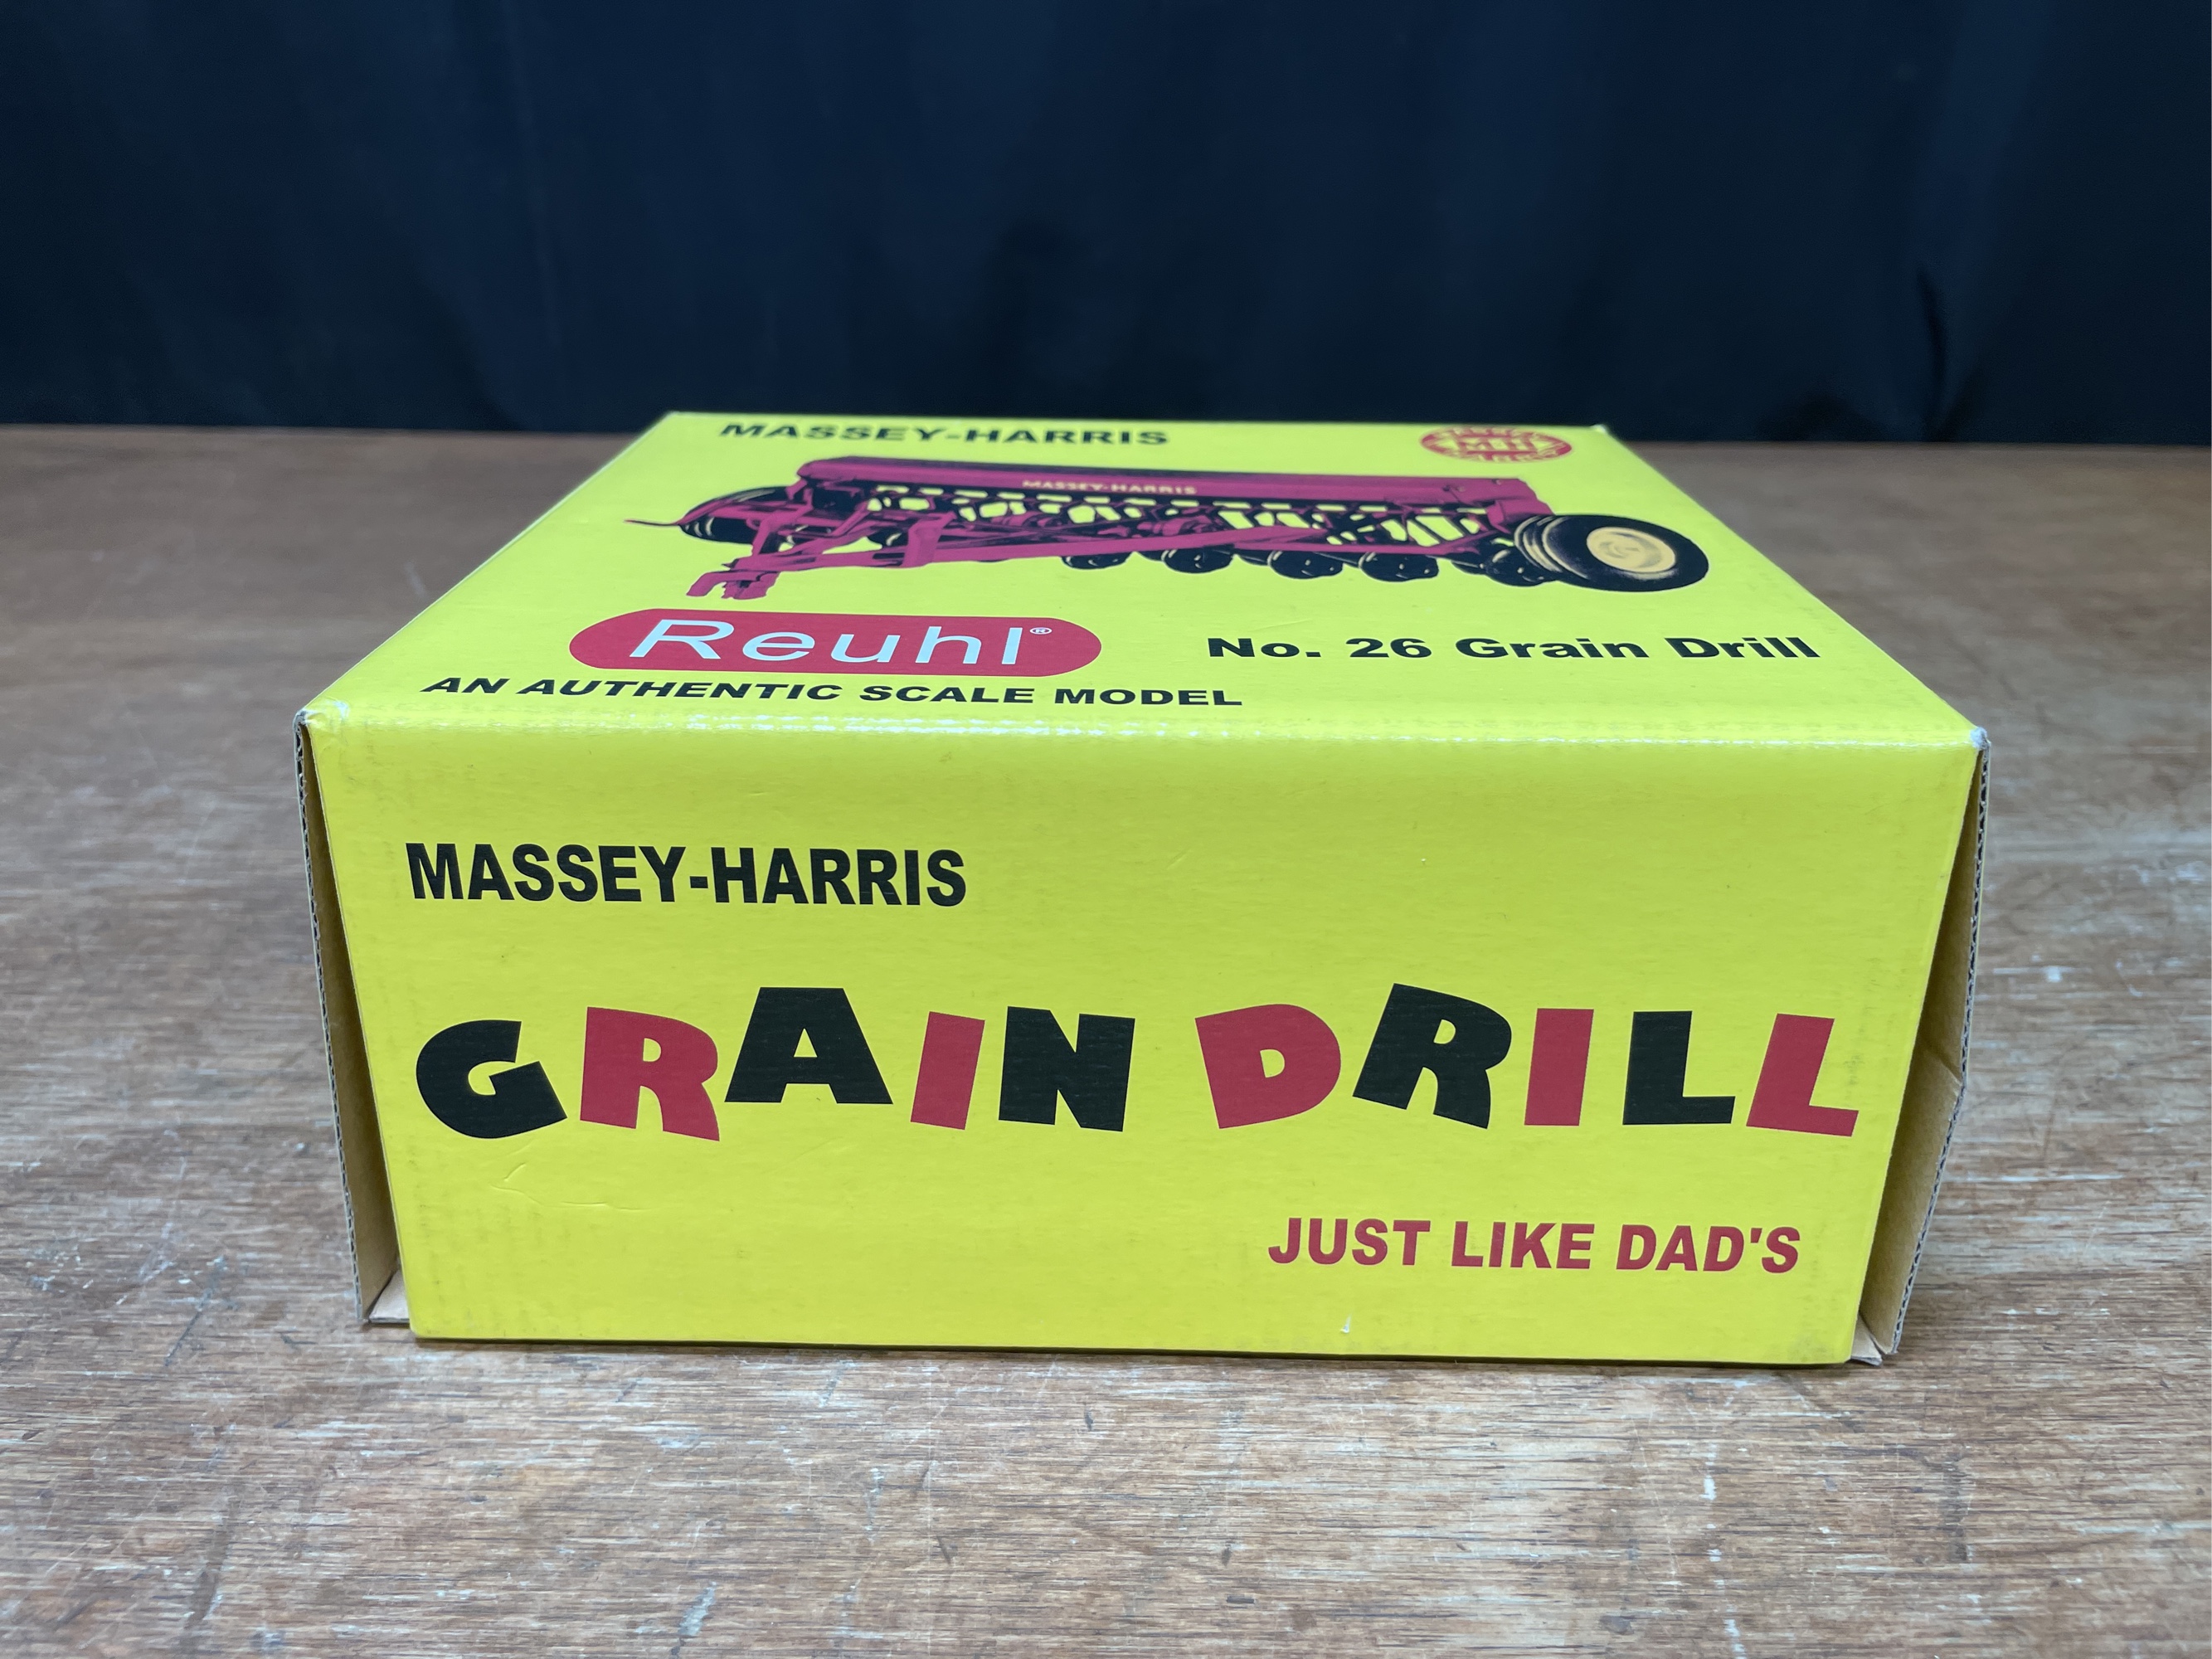 MASSEY-HARRIS
MASSEY-HARRIS
Reuhl®
No. 26 Grain Drill
AN AUTHENTIC SCALE MODEL
MASSEY-HARRIS
GRAIN DRILL
JUST LIKE DAD'S